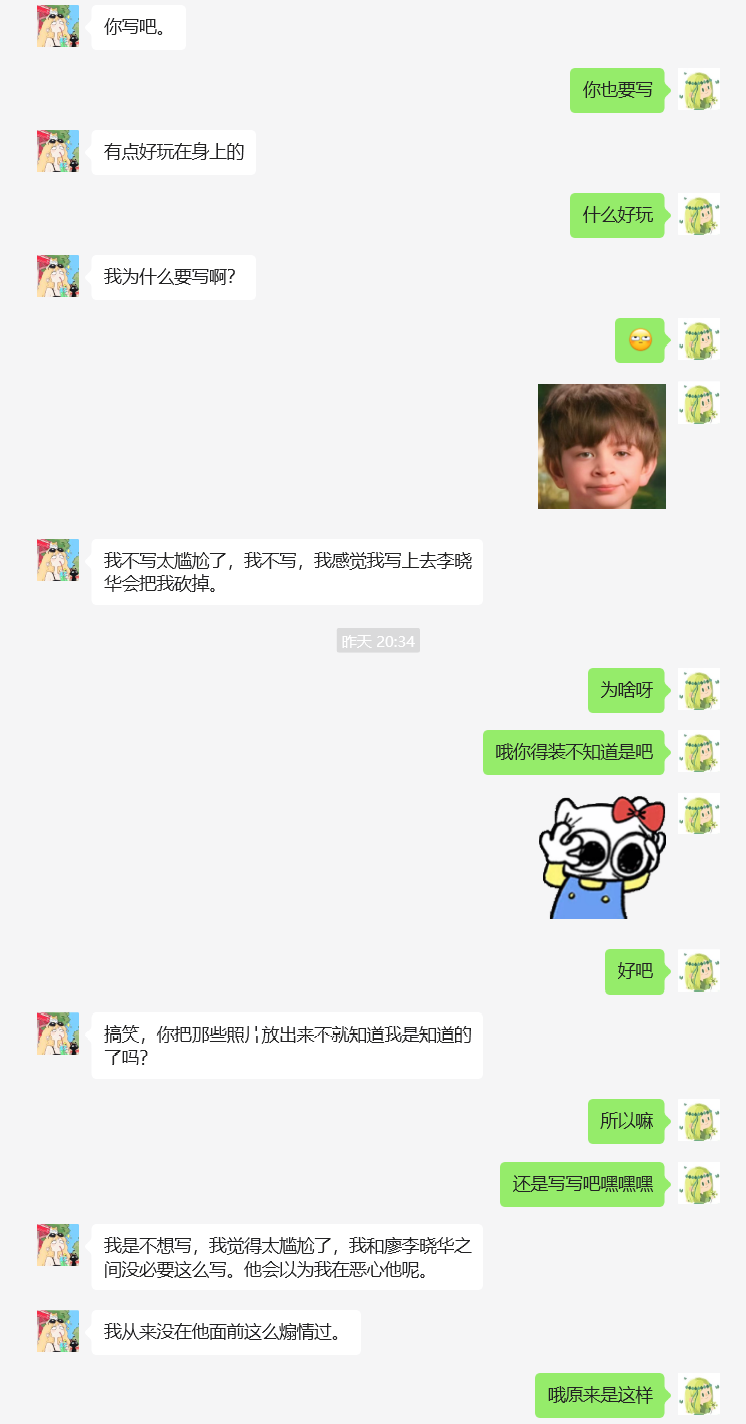 你写吧。
你也要写
有点好玩在身上的
什么好玩
我为什么要写啊?
我不写太尴尬了，我不写，我感觉我写上去李晓
华会把我砍掉。
昨天 20:34
为啥呀
哦你得装不知道是吧
好吧
搞笑，你把那些照片放出来不就知道我是知道的
了吗?
所以嘛
还是写写吧嘿嘿嘿
我是不想写，我觉得太尴尬了，我和廖李晓华之
间没必要这么写。他会以为我在恶心他呢。
我从来没在他面前这么煽情过。
哦原来是这样